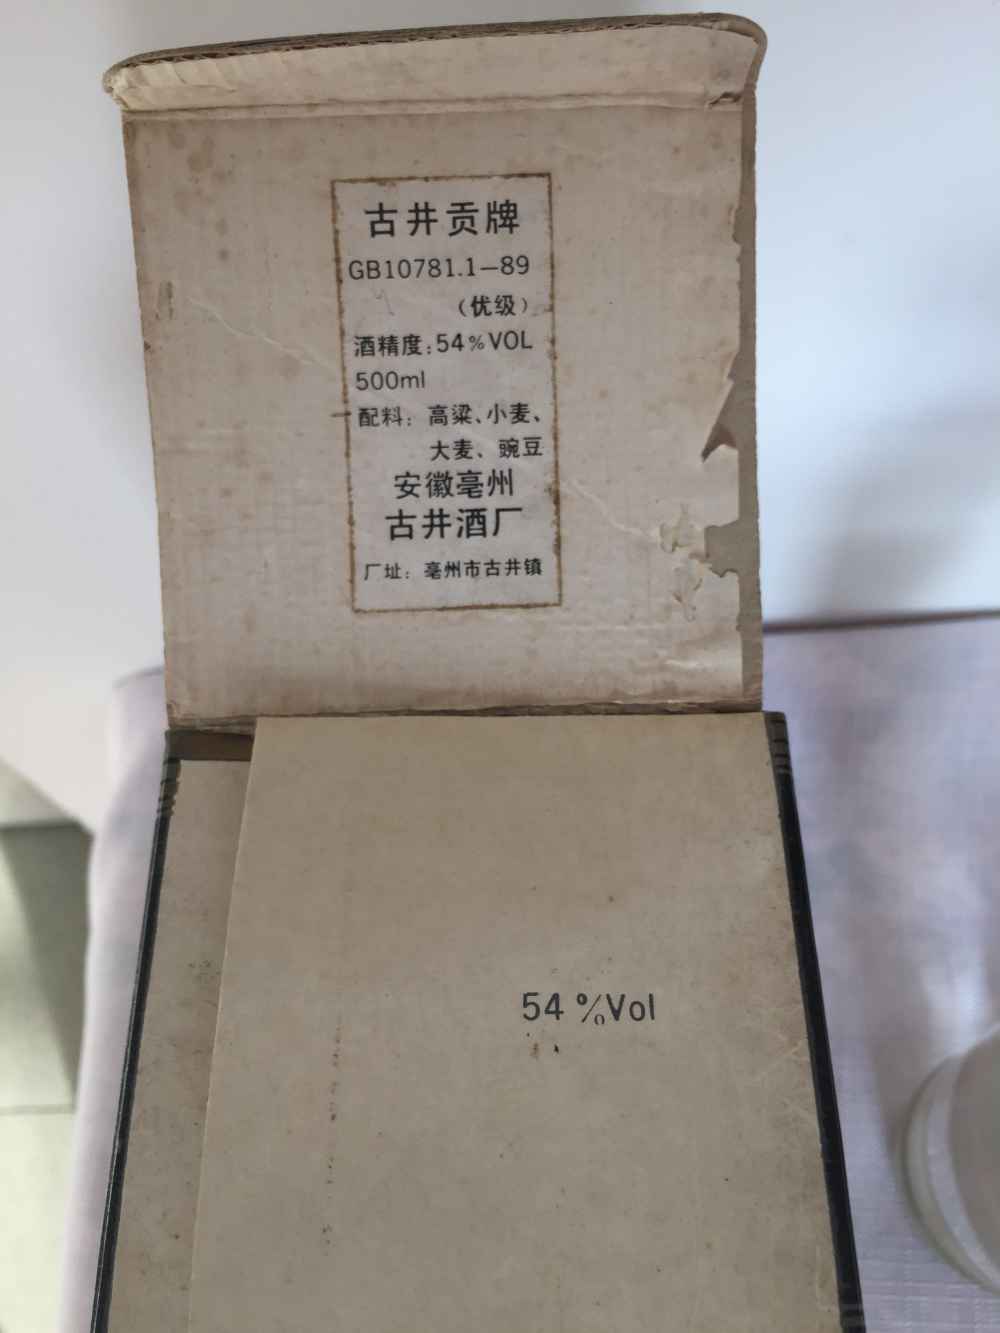 古井贡牌
GB10781.1-89
(优级)
酒精度:54%VOL
500ml
配料: 高粱、小麦、
大麦、豌豆
安徽亳州
古井酒厂
厂址: 亳州市古井镇
54%Vol